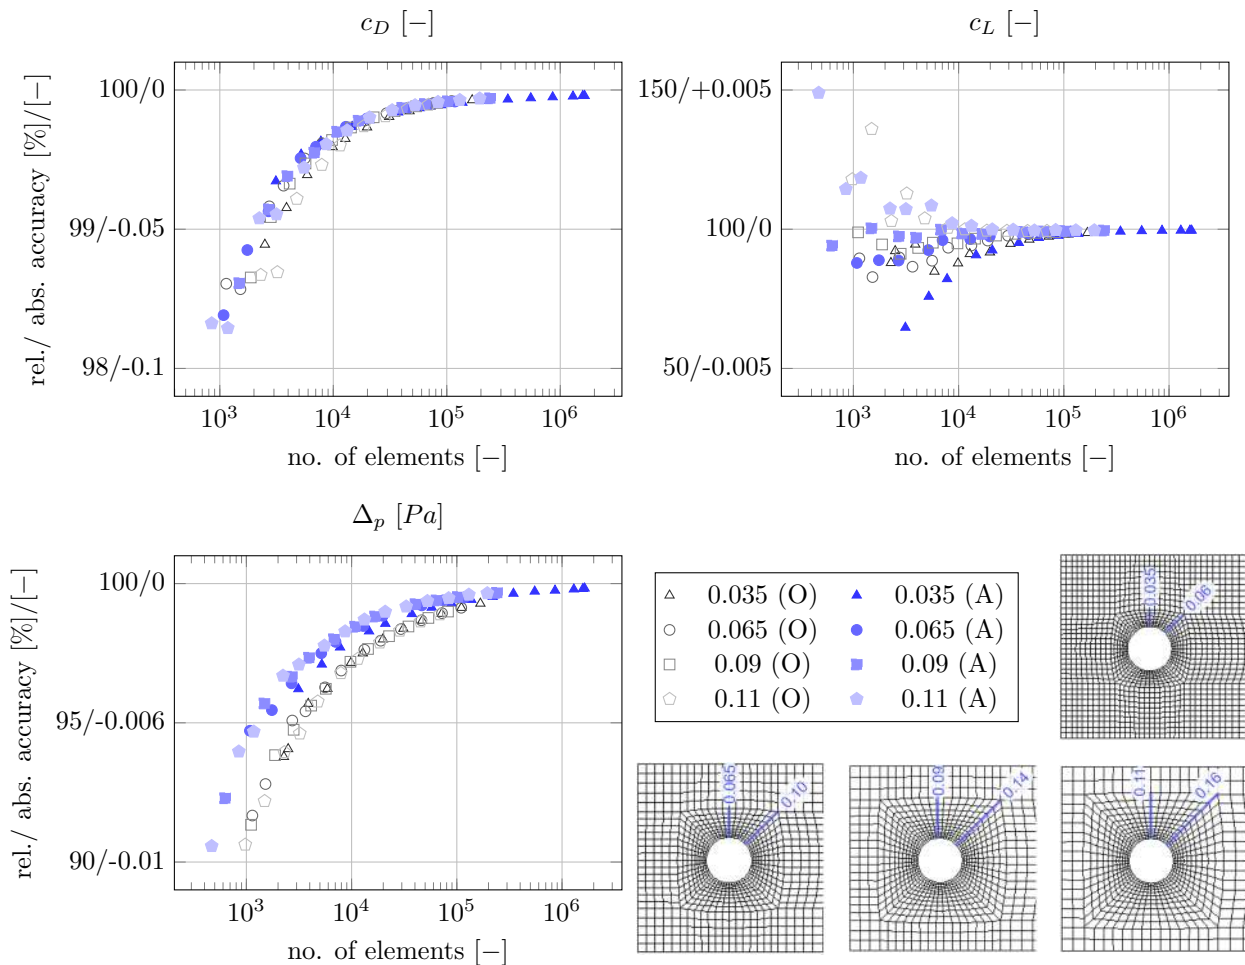 c_D [−]
rel./ abs. accuracy [%]/[−]
100/0
99/-0.05
98/-0.1
10^3 10^4 10^5 10^6
no. of elements [−]
c_L [−]
150/+0.005
100/0
50/-0.005
10^3 10^4 10^5 10^6
no. of elements [−]
Δ_p [Pa]
rel./ abs. accuracy [%]/[−]
100/0
95/-0.006
90/-0.01
10^3 10^4 10^5 10^6
no. of elements [−]
0.035 (O) 0.035 (A)
0.065 (O) 0.065 (A)
0.09 (O) 0.09 (A)
0.11 (O) 0.11 (A)
0.035 0.06
0.065 0.10
0.09 0.14
0.11 0.16